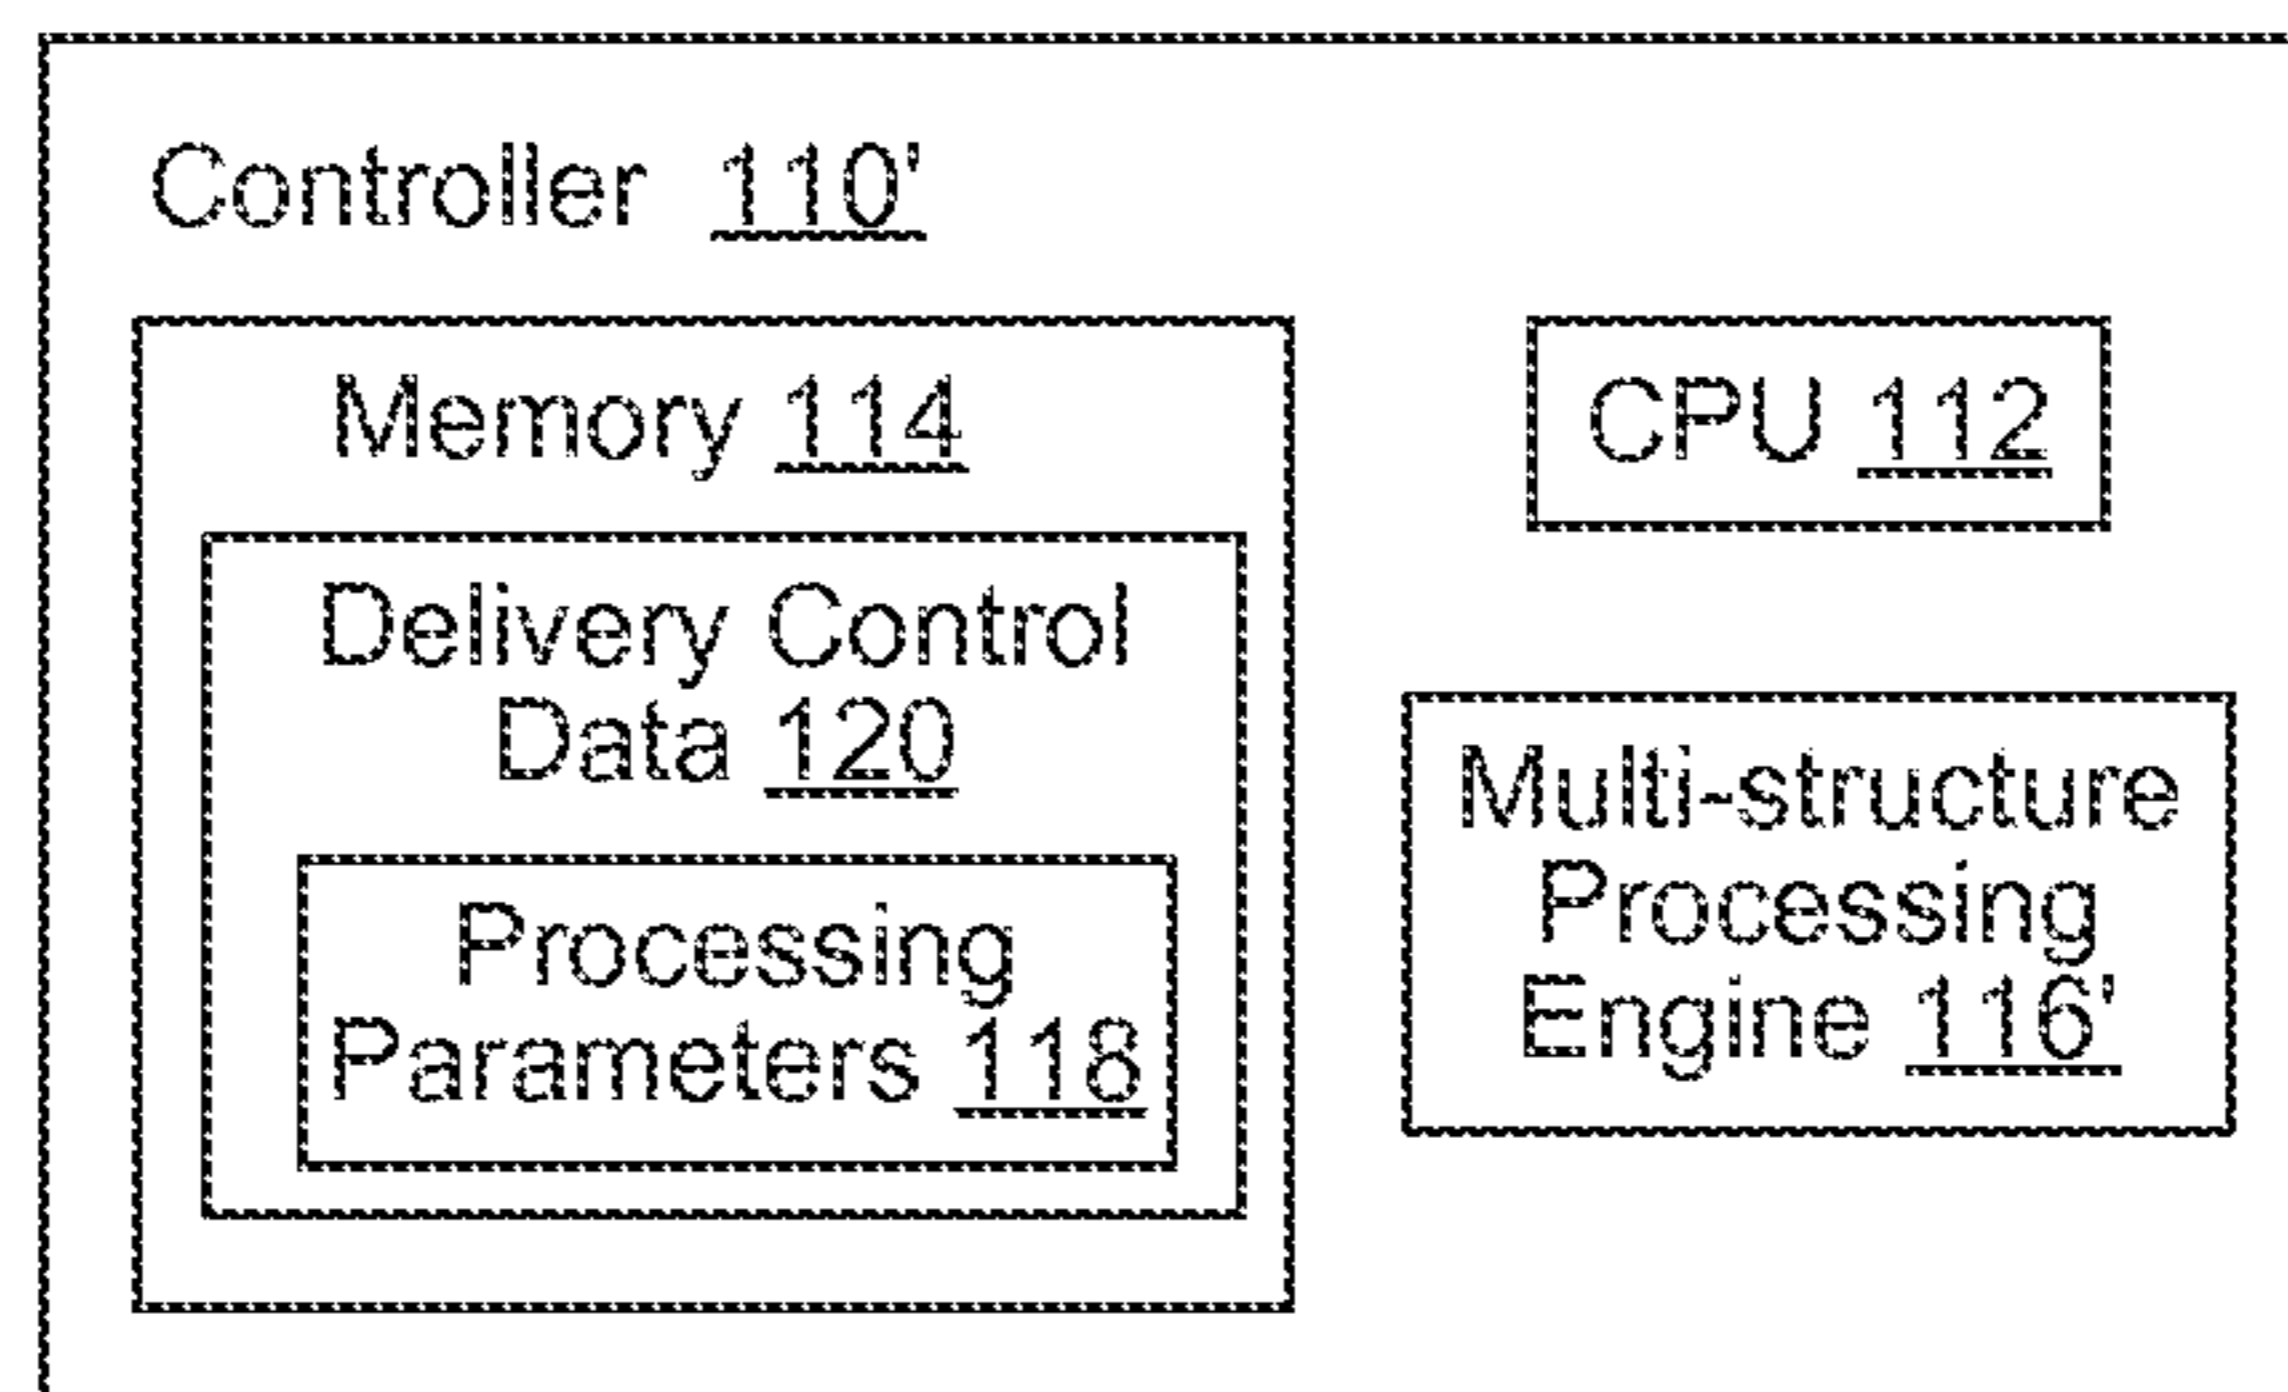 Controller 110'
Memory 114
Delivery Control
Data 120
Processing
Parameters 118
CPU 112
Multi-structure
Processing
Engine 116'